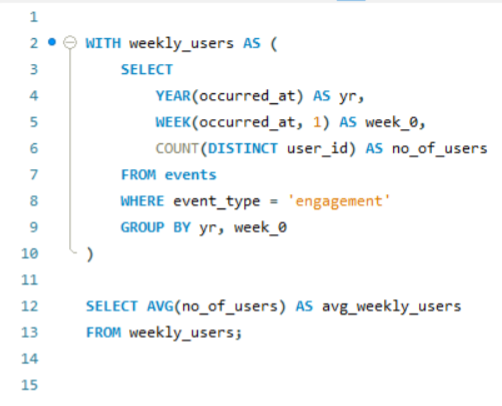 1
2 WITH weekly_users AS (
3 SELECT
4 YEAR(occurred_at) AS yr,
5 WEEK(occurred_at, 1) AS week_0,
6 COUNT(DISTINCT user_id) AS no_of_users
7 FROM events
8 WHERE event_type = 'engagement'
9 GROUP BY yr, week_0
10 )
11
12 SELECT AVG(no_of_users) AS avg_weekly_users
13 FROM weekly_users;
14
15